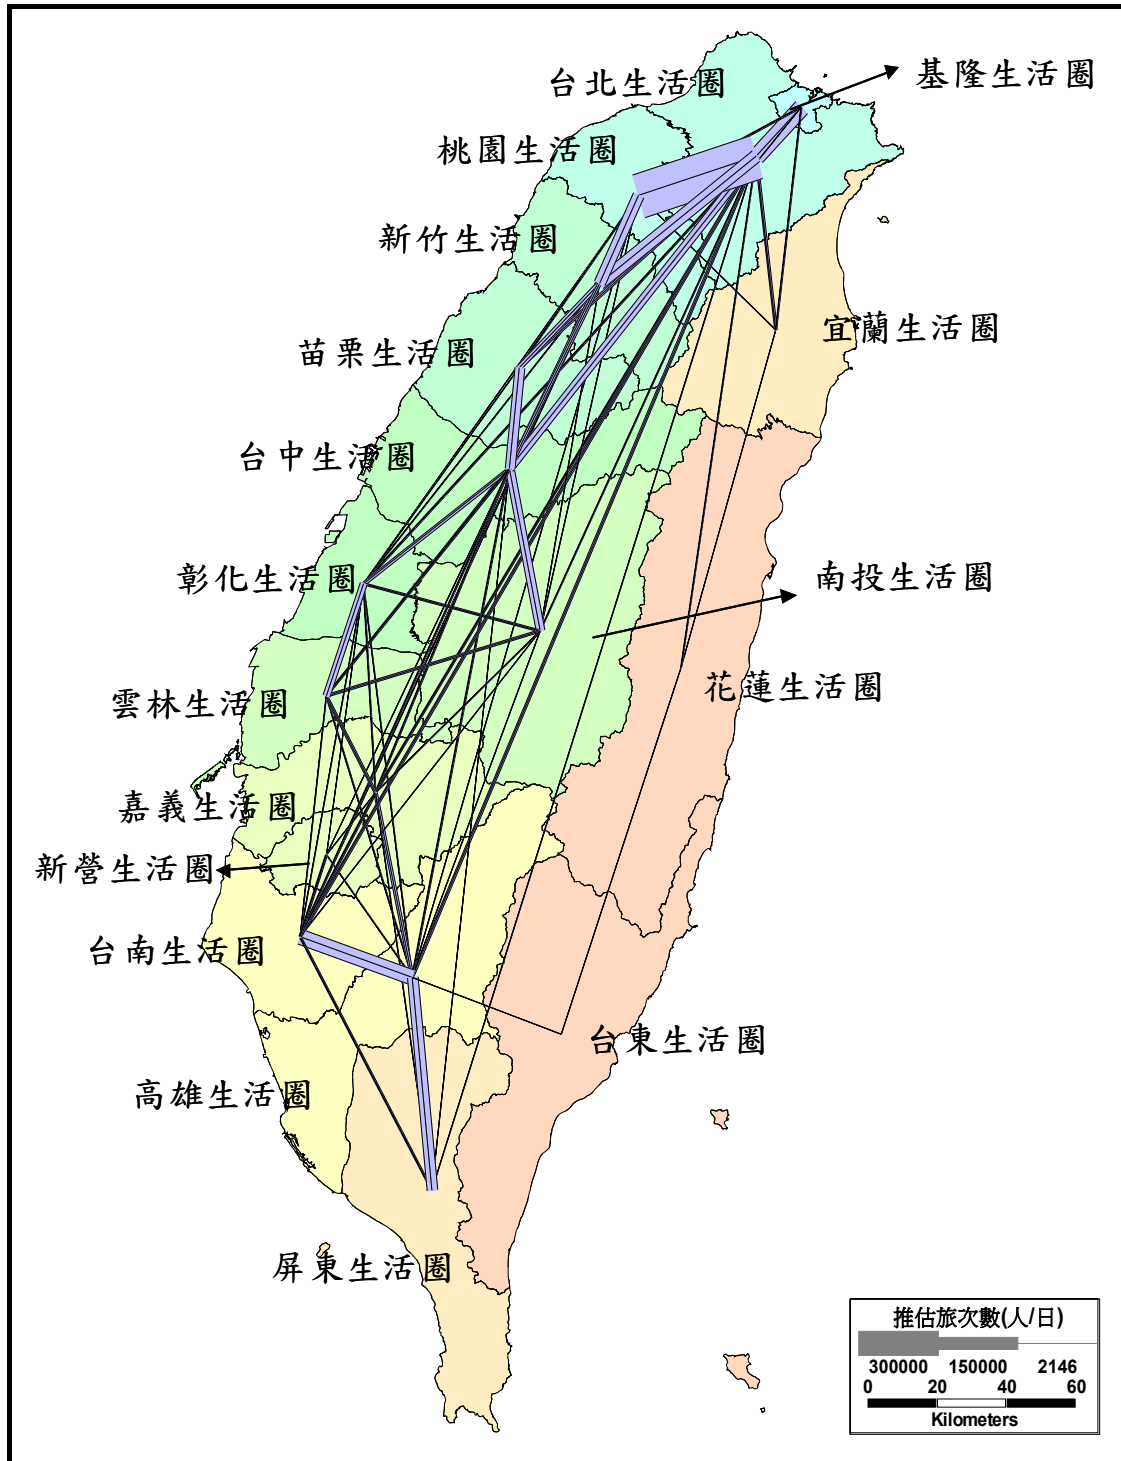 台北生活圈
基隆生活圈
桃園生活圈
新竹生活圈
宜蘭生活圈
苗栗生活圈
台中生活圈
彰化生活圈
南投生活圈
花蓮生活圈
雲林生活圈
嘉義生活圈
新營生活圈
台南生活圈
台東生活圈
高雄生活圈
屏東生活圈
推估旅次數(人/日)
300000 150000 2146
0 20 40 60
Kilometers